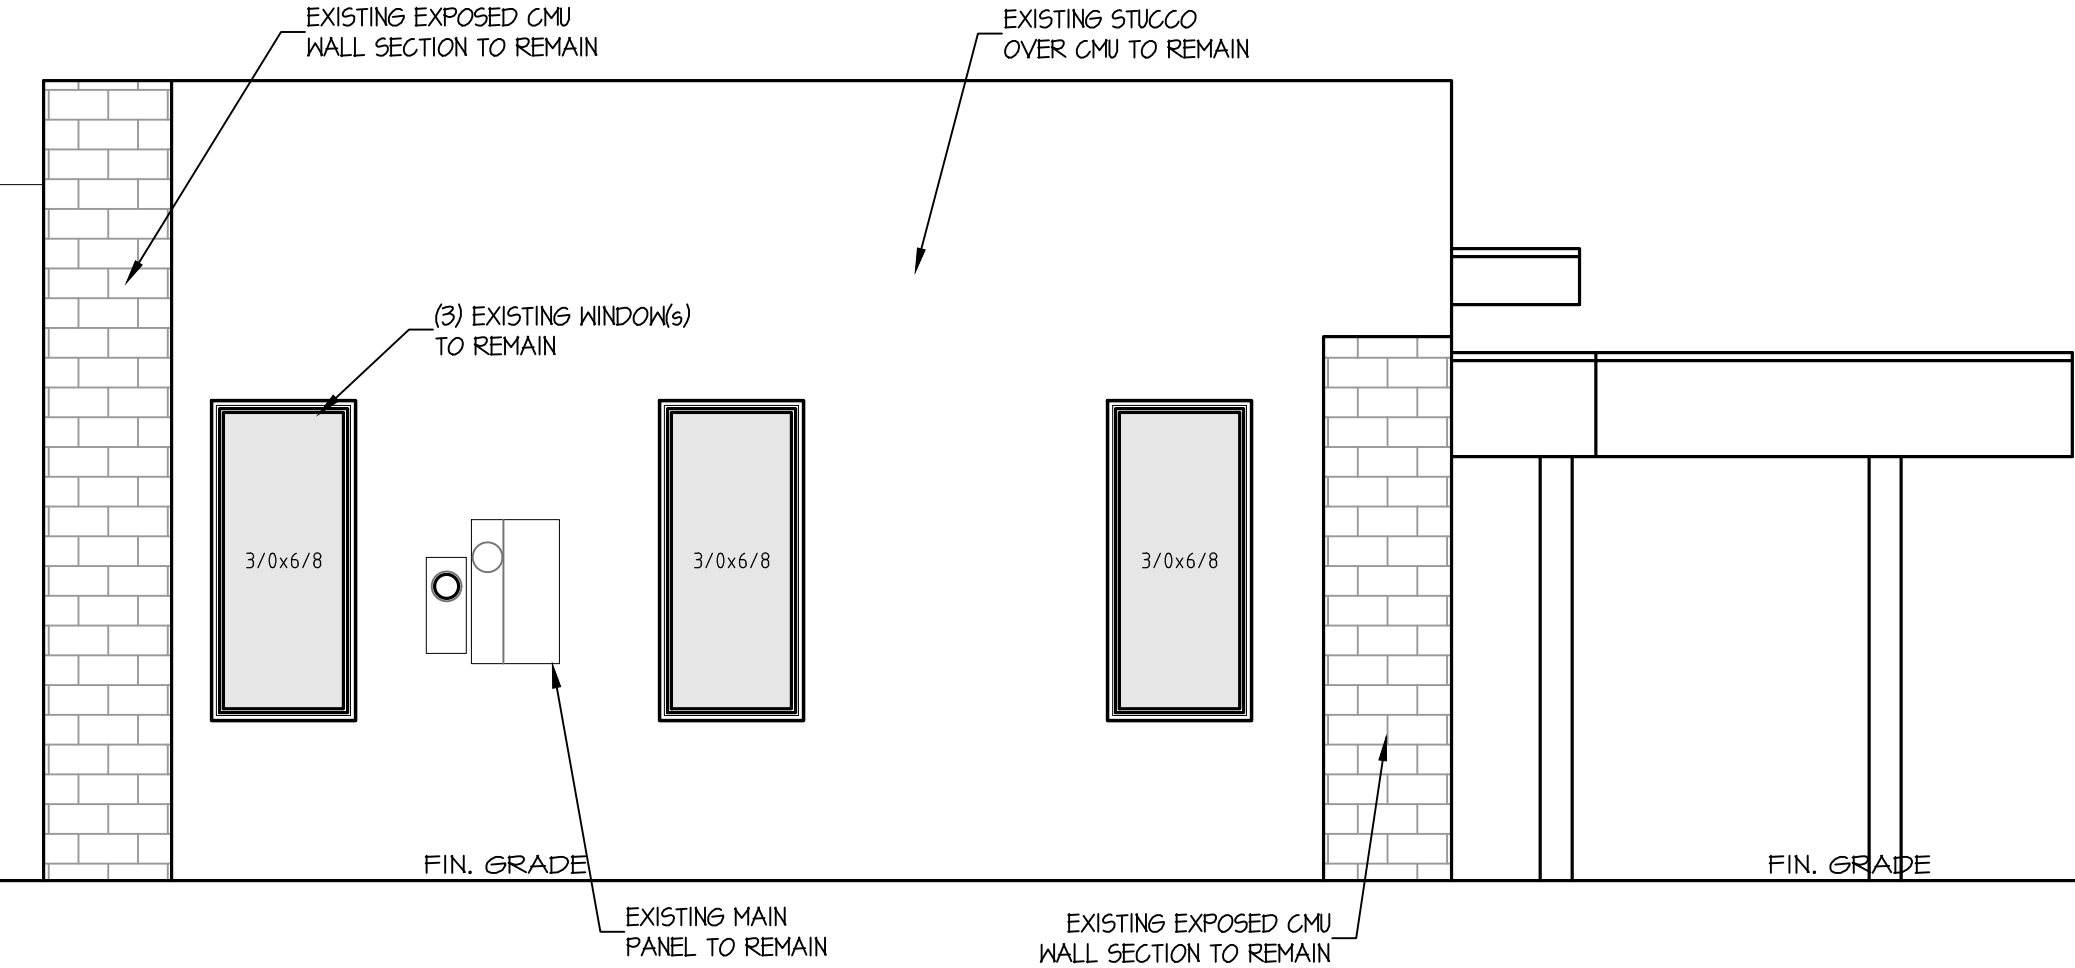 EXISTING EXPOSED CMU
WALL SECTION TO REMAIN
EXISTING STUCCO
OVER CMU TO REMAIN
(3) EXISTING WINDOW(s)
TO REMAIN
3/0x6/8
3/0x6/8
3/0x6/8
FIN. GRADE
FIN. GRADE
EXISTING MAIN
PANEL TO REMAIN
EXISTING EXPOSED CMU
WALL SECTION TO REMAIN